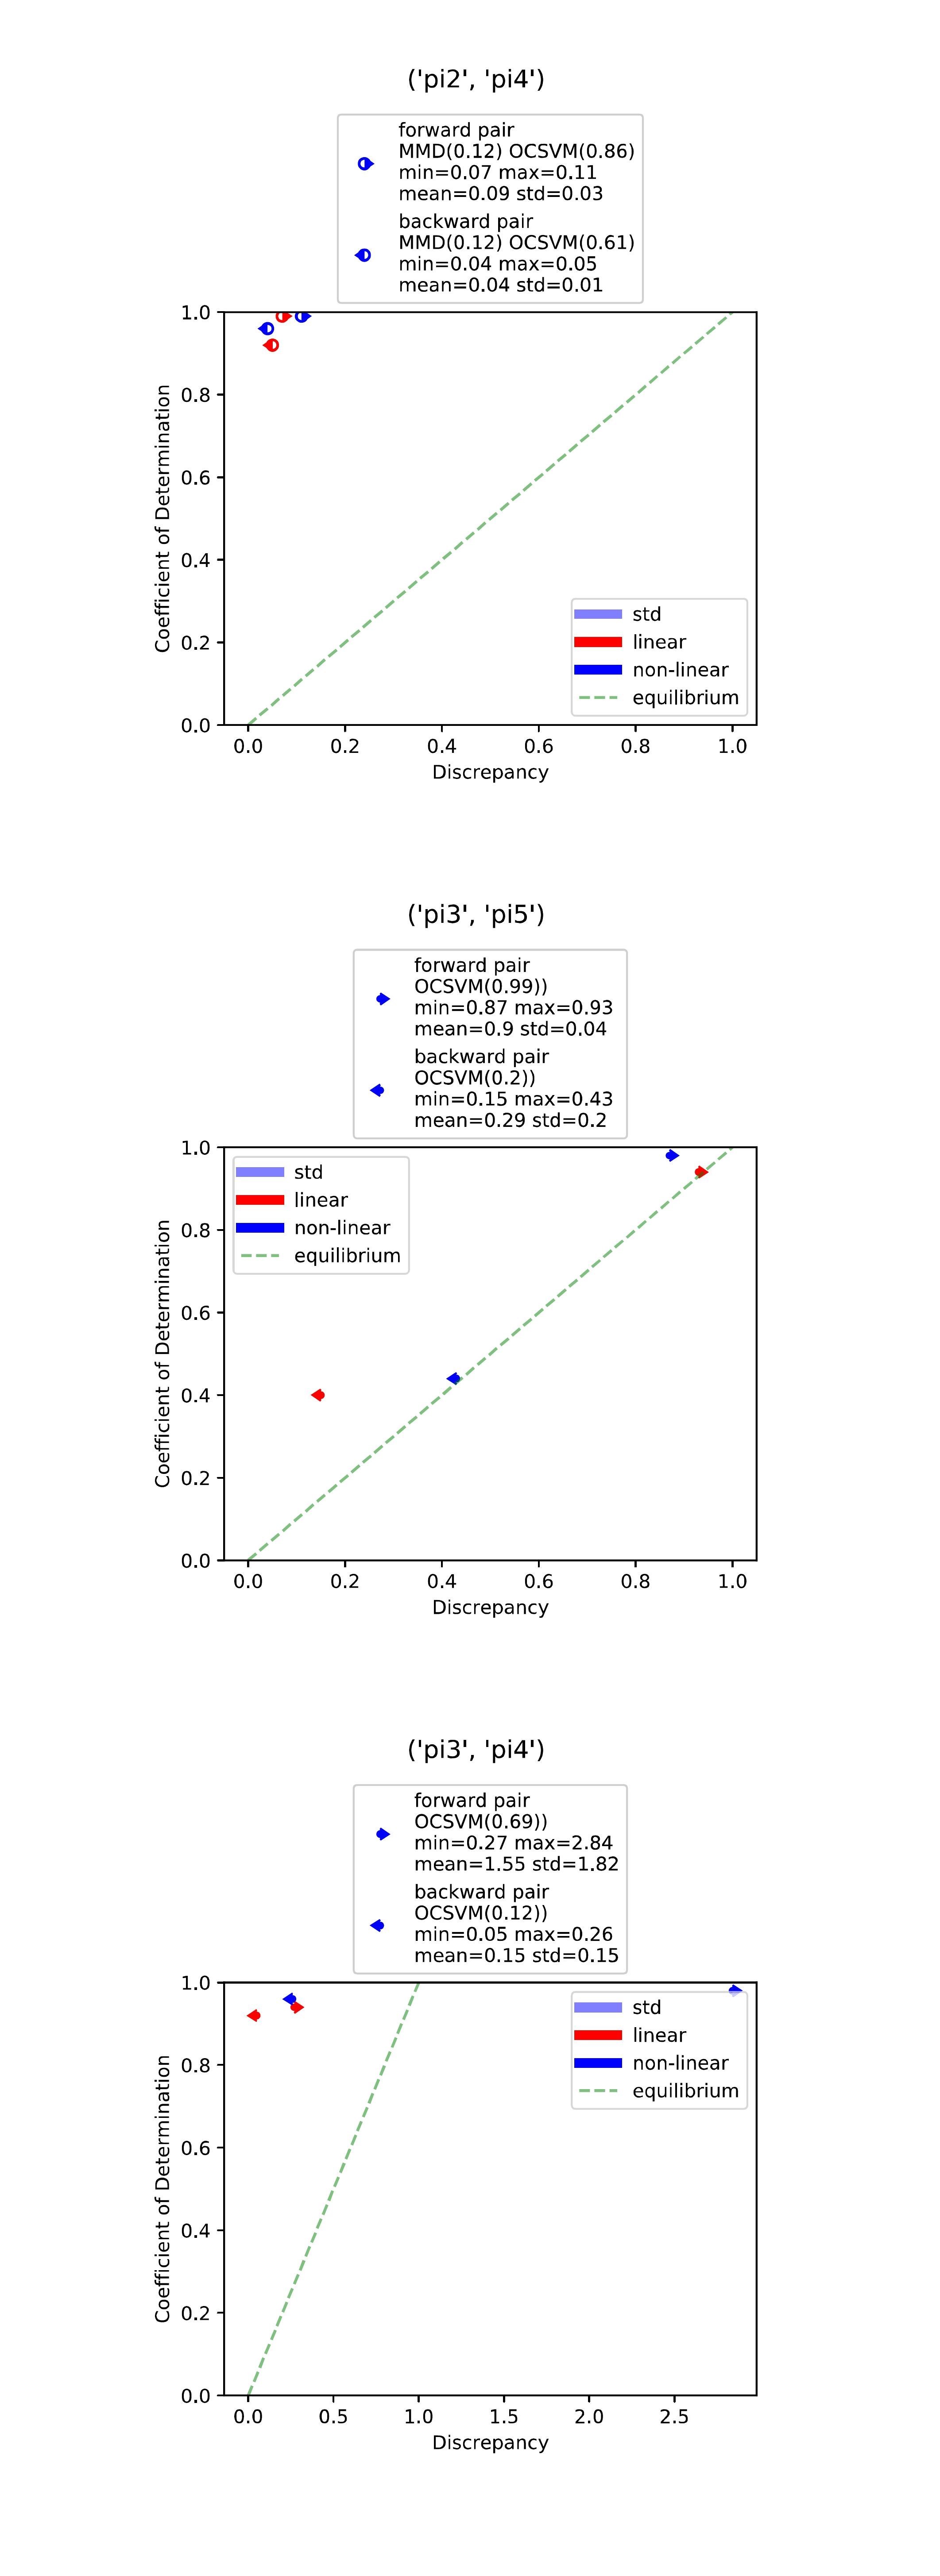 ('pi2', 'pi4')
forward pair
MMD(0.12) OCSVM(0.86)
min=0.07 max=0.11
mean=0.09 std=0.03
backward pair
MMD(0.12) OCSVM(0.61)
min=0.04 max=0.05
mean=0.04 std=0.01
1.0
0.8
0.6
0.4
0.2
0.0
Coefficient of Determination
std
linear
non-linear
equilibrium
0.0 0.2 0.4 0.6 0.8 1.0
Discrepancy
('pi3', 'pi5')
forward pair
OCSVM(0.99))
min=0.87 max=0.93
mean=0.9 std=0.04
backward pair
OCSVM(0.2))
min=0.15 max=0.43
mean=0.29 std=0.2
1.0
0.8
0.6
0.4
0.2
0.0
Coefficient of Determination
std
linear
non-linear
equilibrium
0.0 0.2 0.4 0.6 0.8 1.0
Discrepancy
('pi3', 'pi4')
forward pair
OCSVM(0.69))
min=0.27 max=2.84
mean=1.55 std=1.82
backward pair
OCSVM(0.12))
min=0.05 max=0.26
mean=0.15 std=0.15
1.0
0.8
0.6
0.4
0.2
0.0
Coefficient of Determination
std
linear
non-linear
equilibrium
0.0 0.5 1.0 1.5 2.0 2.5
Discrepancy